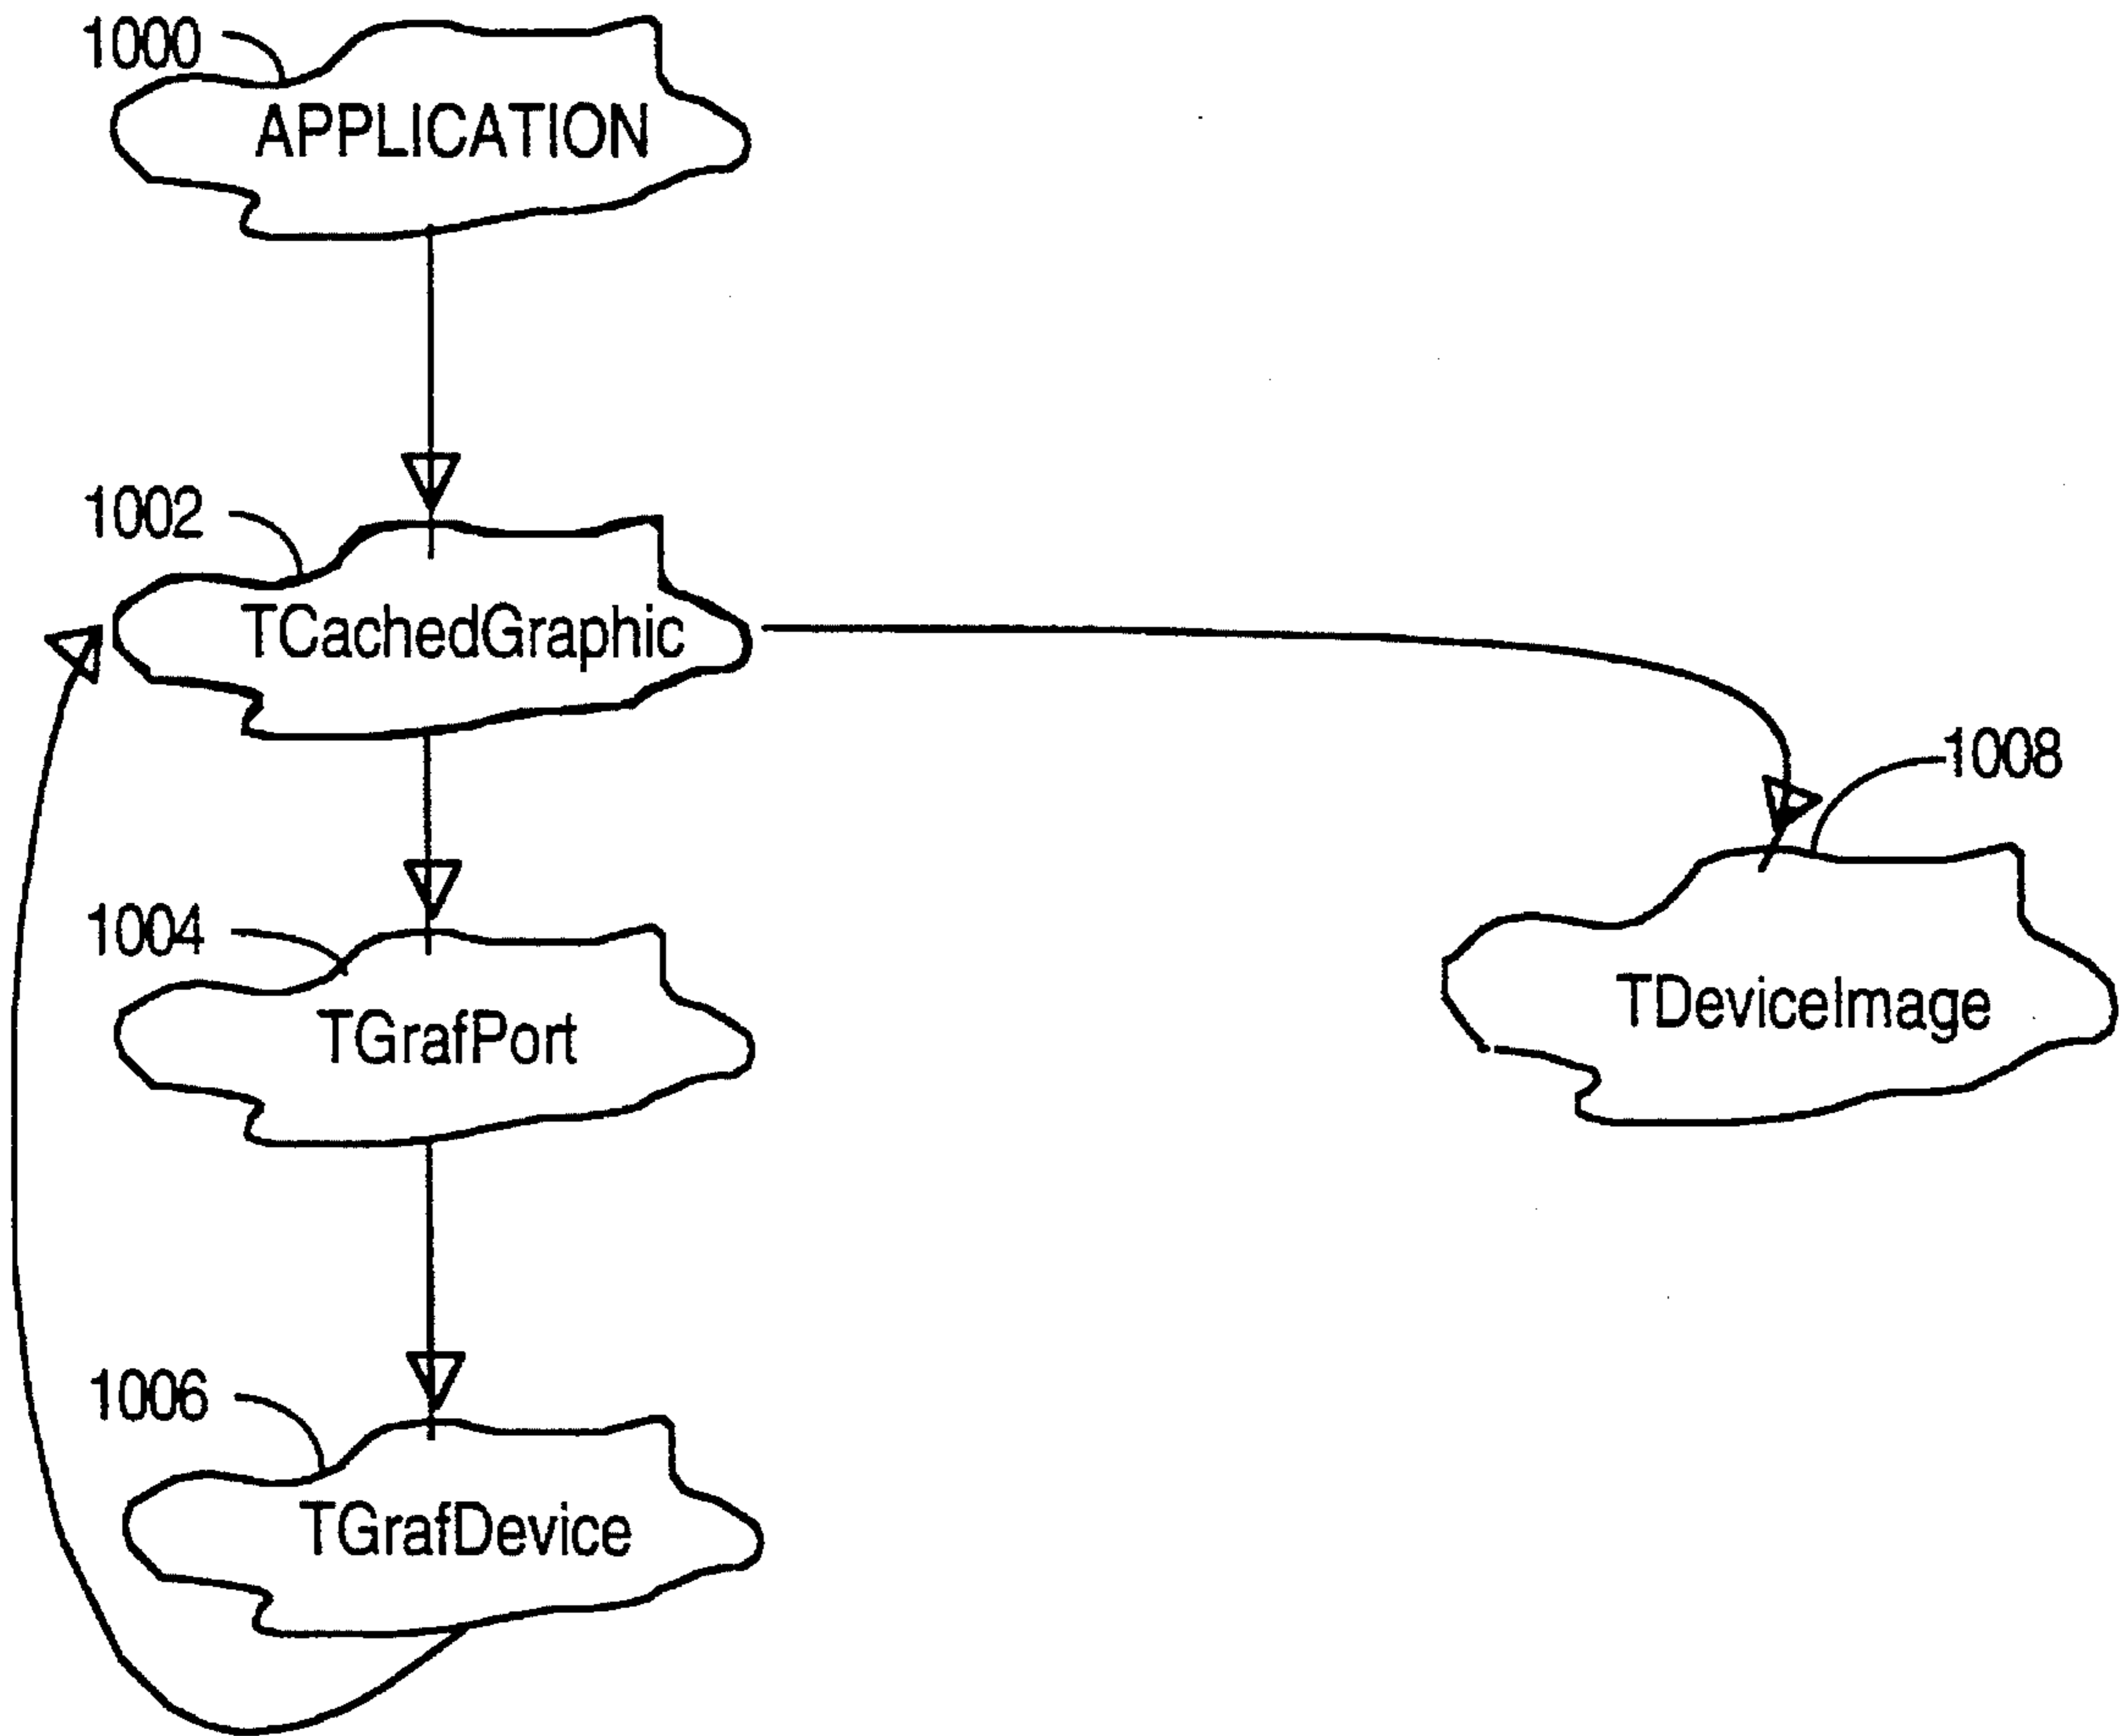 1000
APPLICATION
1002
TCachedGraphic
1008
1004
TGrafPort
TDeviceImage
1006
TGrafDevice